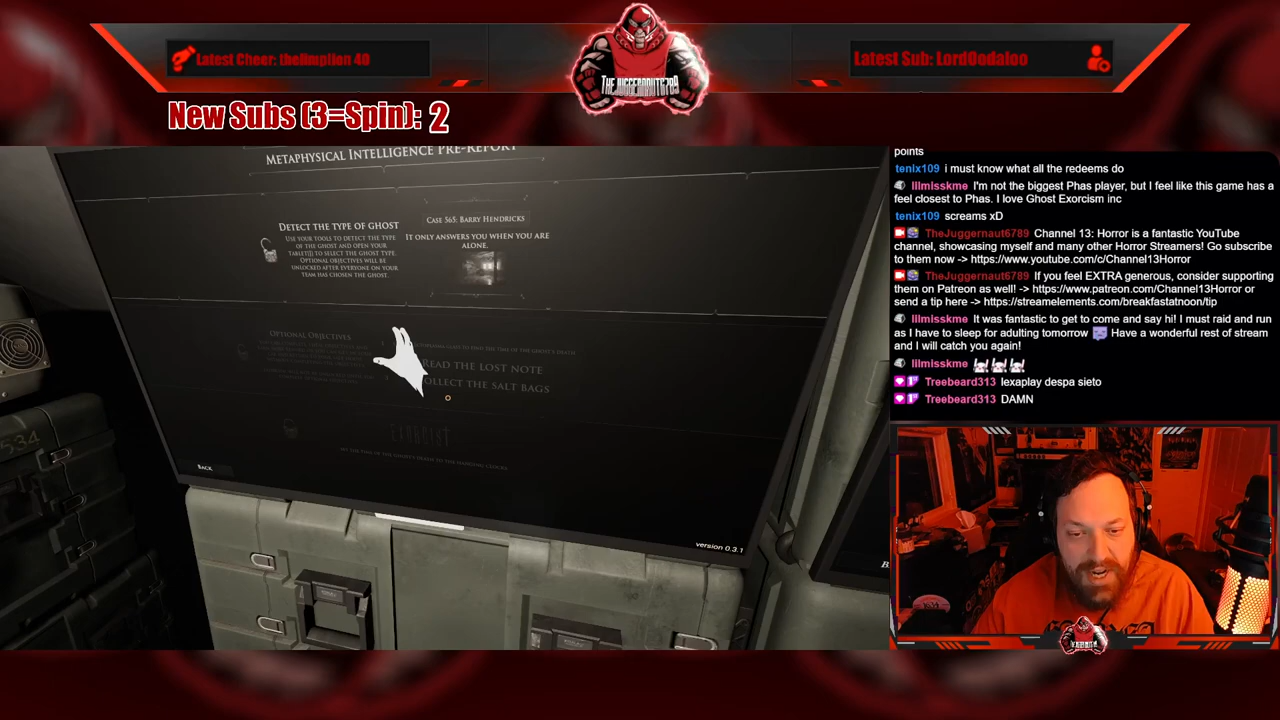 Latest Cheer: thelimptlon 40
THEJUGGERNAUT6789
Latest Sub: LordOodaloo
New Subs (3=Spin): 2
METAPHYSICAL INTELLIGENCE PRE-REPORT
DETECT THE TYPE OF GHOST
USE YOUR TOOLS TO DETECT THE TYPE
OF THE GHOST AND OPEN YOUR
TABLET[J] TO SELECT THE GHOST TYPE.
OPTIONAL OBJECTIVES WILL BE
UNLOCKED AFTER EVERYONE ON YOUR
TEAM HAS CHOSEN THE GHOST.
CASE 565: BARRY HENDRICKS
IT ONLY ANSWERS YOU WHEN YOU ARE
ALONE.
OPTIONAL OBJECTIVES
READ THE LOST NOTE
OLLECT THE SALT BAGS
EXORCIST
BACK
version 0.3.1
534
points
tenix109 i must know what all the redeems do
lilmisskme: I'm not the biggest Phas player, but I feel like this game has a
feel closest to Phas. I love Ghost Exorcism inc
tenix109 screams xD
TheJuggernaut6789 Channel 13: Horror is a fantastic YouTube
channel, showcasing myself and many other Horror Streamers! Go subscribe
to them now -> https://www.youtube.com/c/Channel13Horror
TheJuggernaut6789 If you feel EXTRA generous, consider supporting
them on Patreon as well! -> https://www.patreon.com/Channel13Horror or
send a tip here -> https://streamelements.com/breakfastatnoon/tip
lilmisskme: It was fantastic to get to come and say hi! I must raid and run
as I have to sleep for adulting tomorrow Have a wonderful rest of stream
and I will catch you again!
lilmisskme:
Treebeard313 lexaplay despa sieto
Treebeard313 DAMN